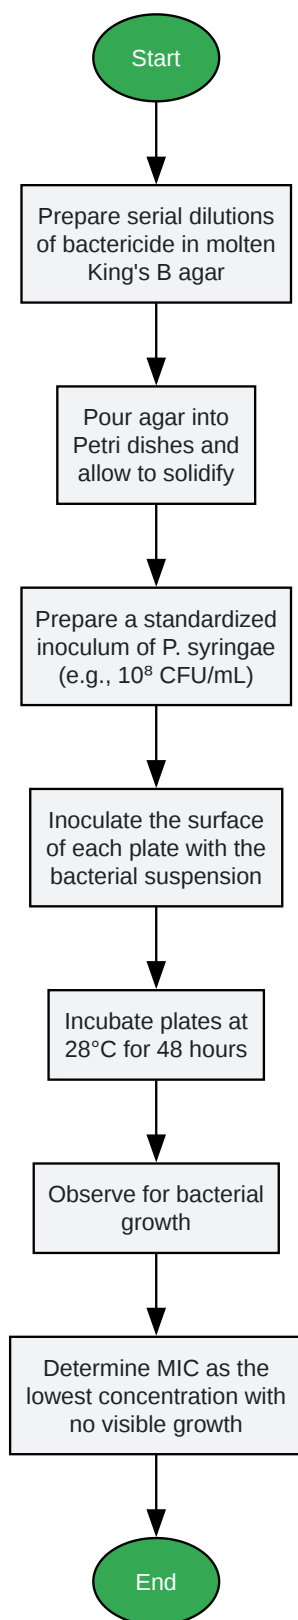 Start
Prepare serial dilutions
of bactericide in molten
King's B agar
Pour agar into
Petri dishes and
allow to solidify
Prepare a standardized
inoculum of P. syringae
(e.g., 10⁸ CFU/mL)
Inoculate the surface
of each plate with the
bacterial suspension
Incubate plates at
28°C for 48 hours
Observe for bacterial
growth
Determine MIC as the
lowest concentration with
no visible growth
End